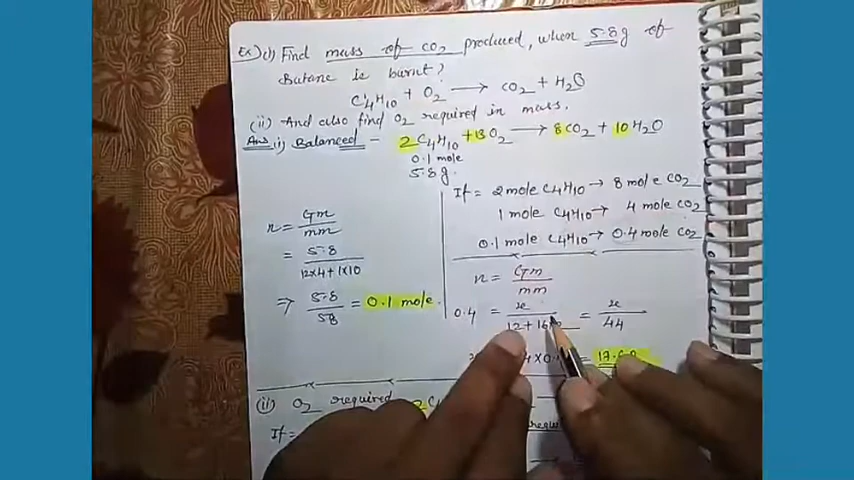 Ex) (i) Find mass of CO2 produced, when 5.8g of
Butane is burnt?
C4H10 + O2 → CO2 + H2O
(ii) And also find O2 required in mass.
Ans (i) Balanced - 2C4H10 + 13O2 → 8CO2 + 10H2O
0.1 mole
5.8g.
n = Gm/mm
= 5.8/12x4+1x10
⇒ 5.8/58 = 0.1 mole.
If = 2 mole C4H10 → 8 mole CO2
1 mole C4H10 → 4 mole CO2
0.1 mole C4H10 → 0.4 mole CO2
n = Gm/mm
0.4 = x/12+16 = x/44
(ii) O2 required
If =